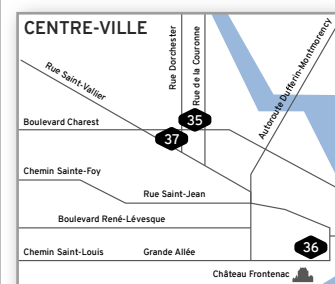 CENTRE-VILLE
Rue Saint-Vallier
Rue Dorchester
Rue de la Couronne
Autoroute Dufferin-Montmorency
Boulevard Charest
35
37
Chemin Sainte-Foy
Rue Saint-Jean
Boulevard René-Lévesque
Chemin Saint-Louis
Grande Allée
36
Château Frontenac